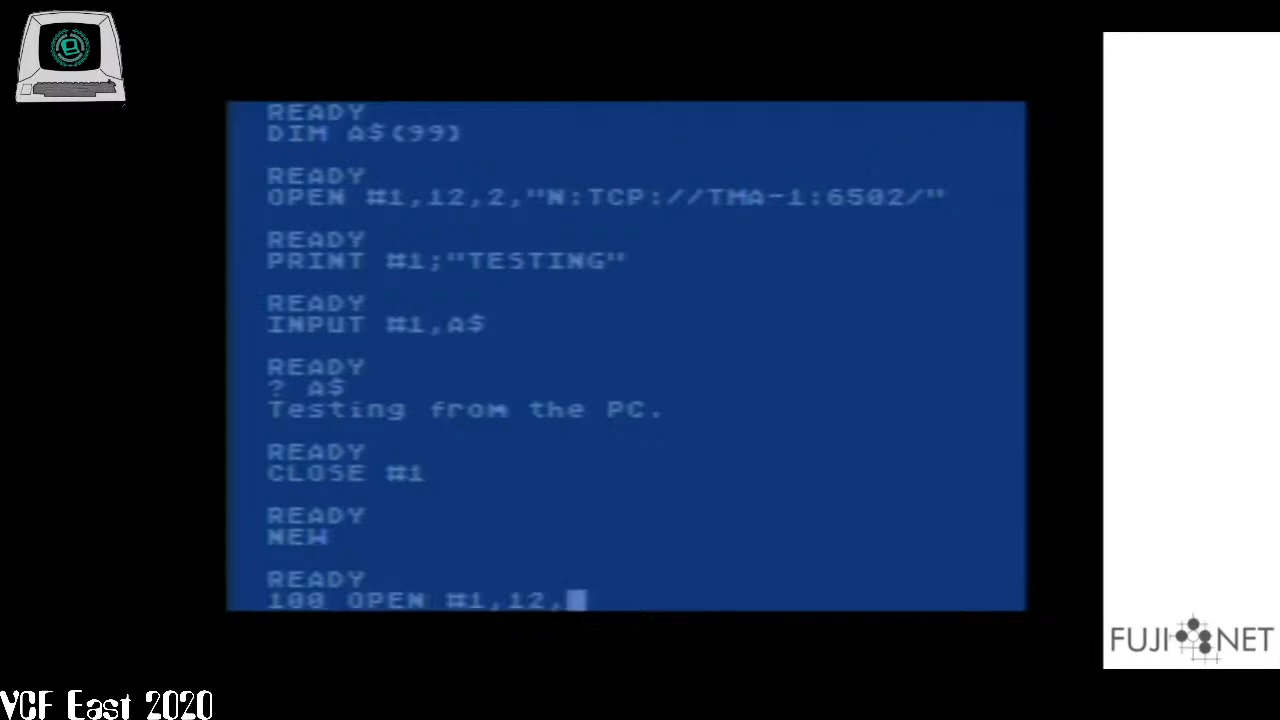 READY
DIM A$(99)
READY
OPEN #1,12,2,"N:TCP://TMA-1:6502/"
READY
PRINT #1;"TESTING"
READY
INPUT #1,A$
READY
? A$
Testing from the PC.
READY
CLOSE #1
READY
NEW
READY
100 OPEN #1,12,
FUJINET
VCF East 2020